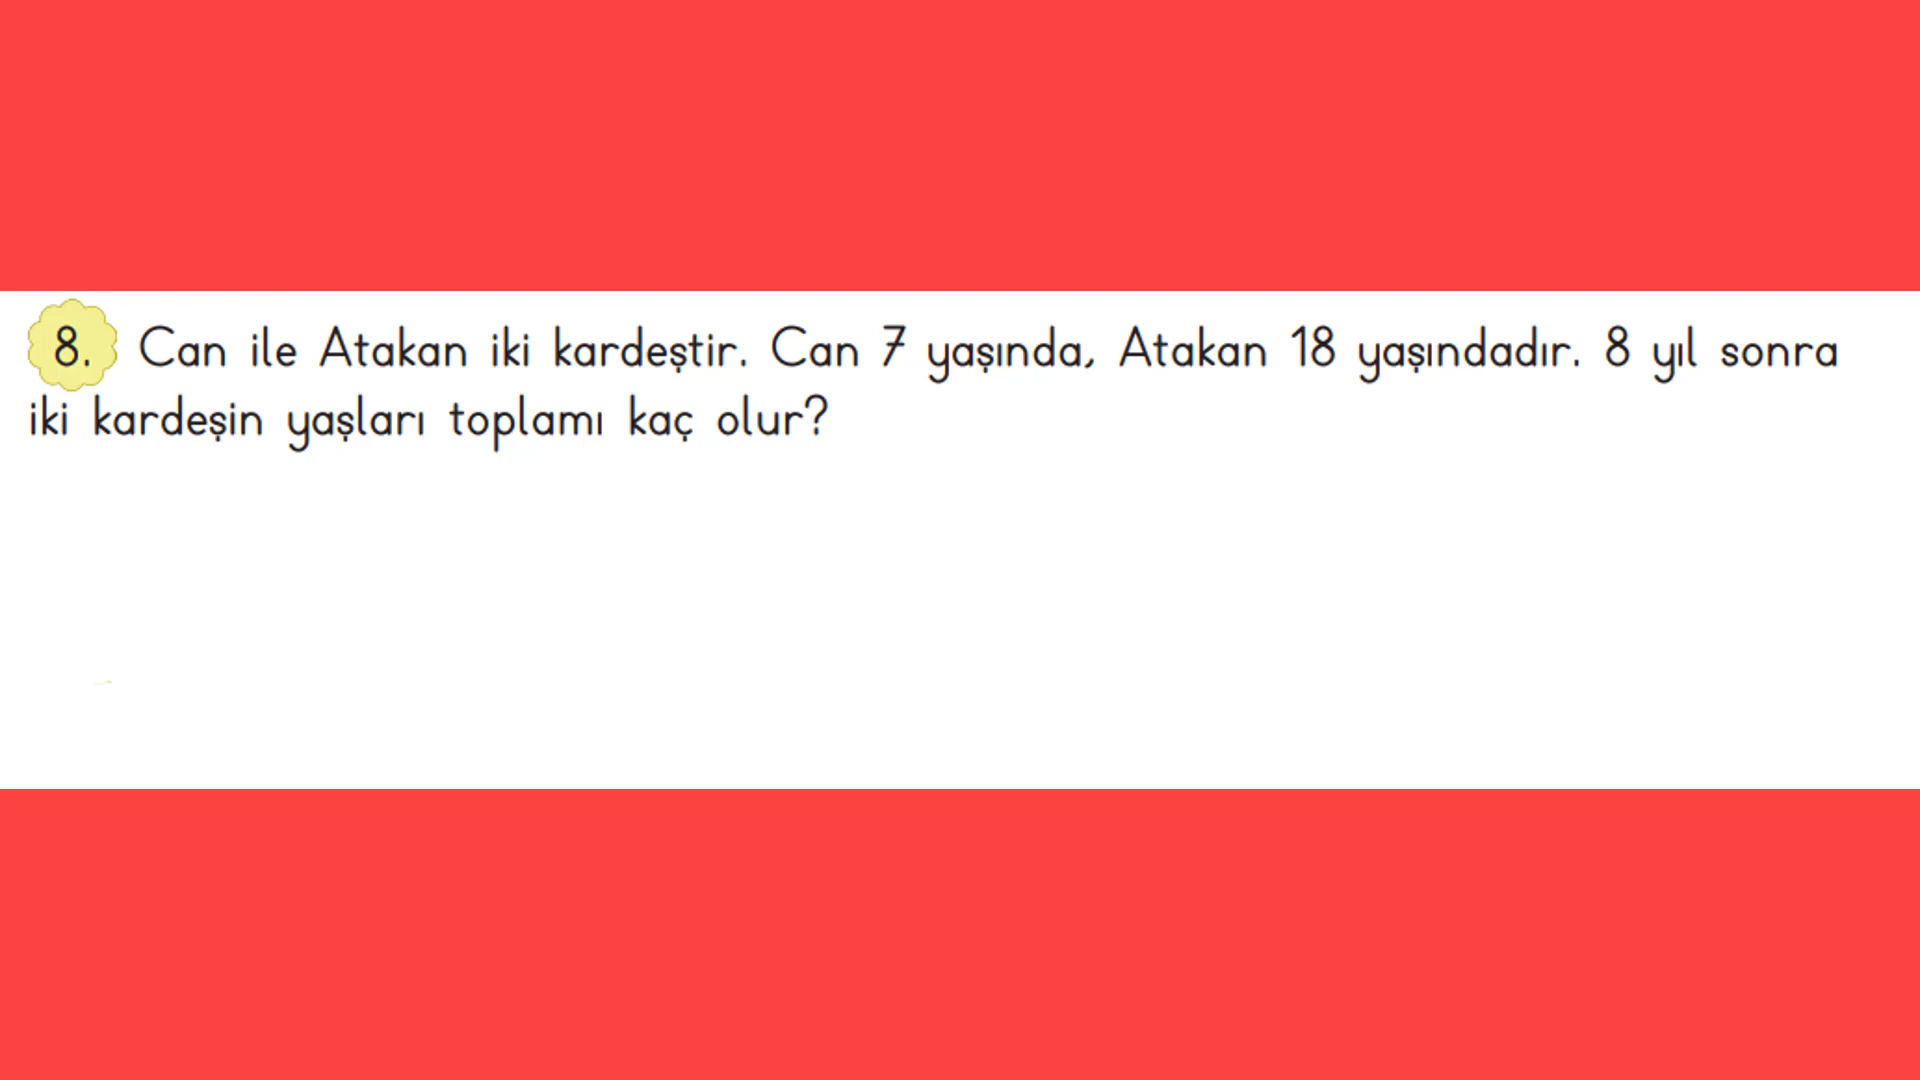 8. Can ile Atakan iki kardeştir. Can 7 yaşında, Atakan 18 yaşındadır. 8 yıl sonra
iki kardeşin yaşları toplamı kaç olur?